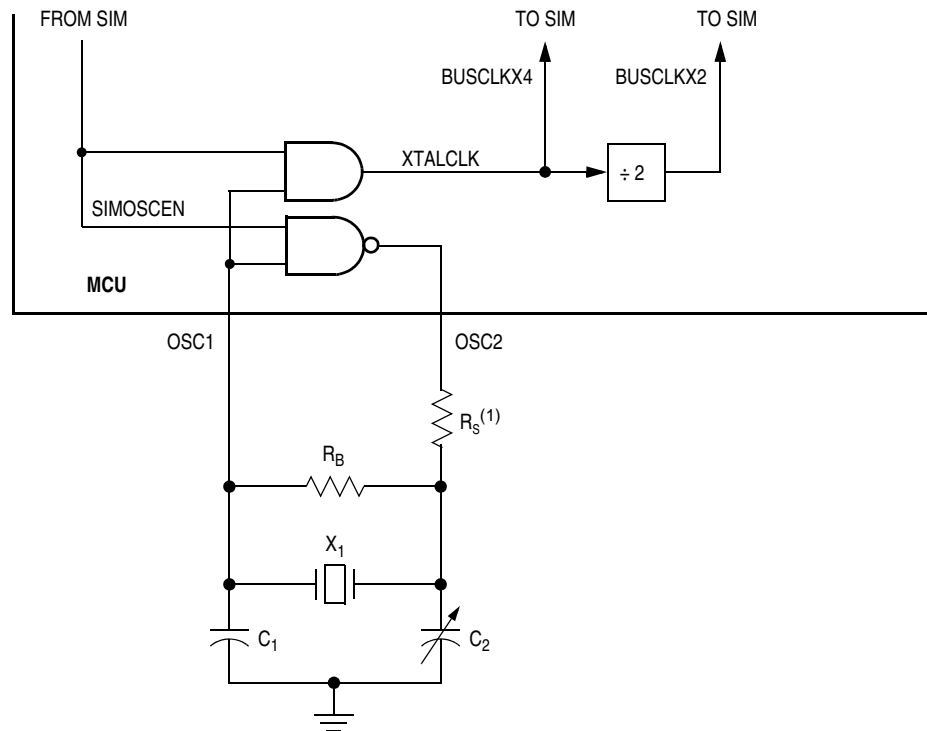 FROM SIM
TO SIM
TO SIM
BUSCLKX4
BUSCLKX2
XTALCLK
÷ 2
SIMOSCEN
MCU
OSC1
OSC2
RS(1)
RB
X1
C1
C2